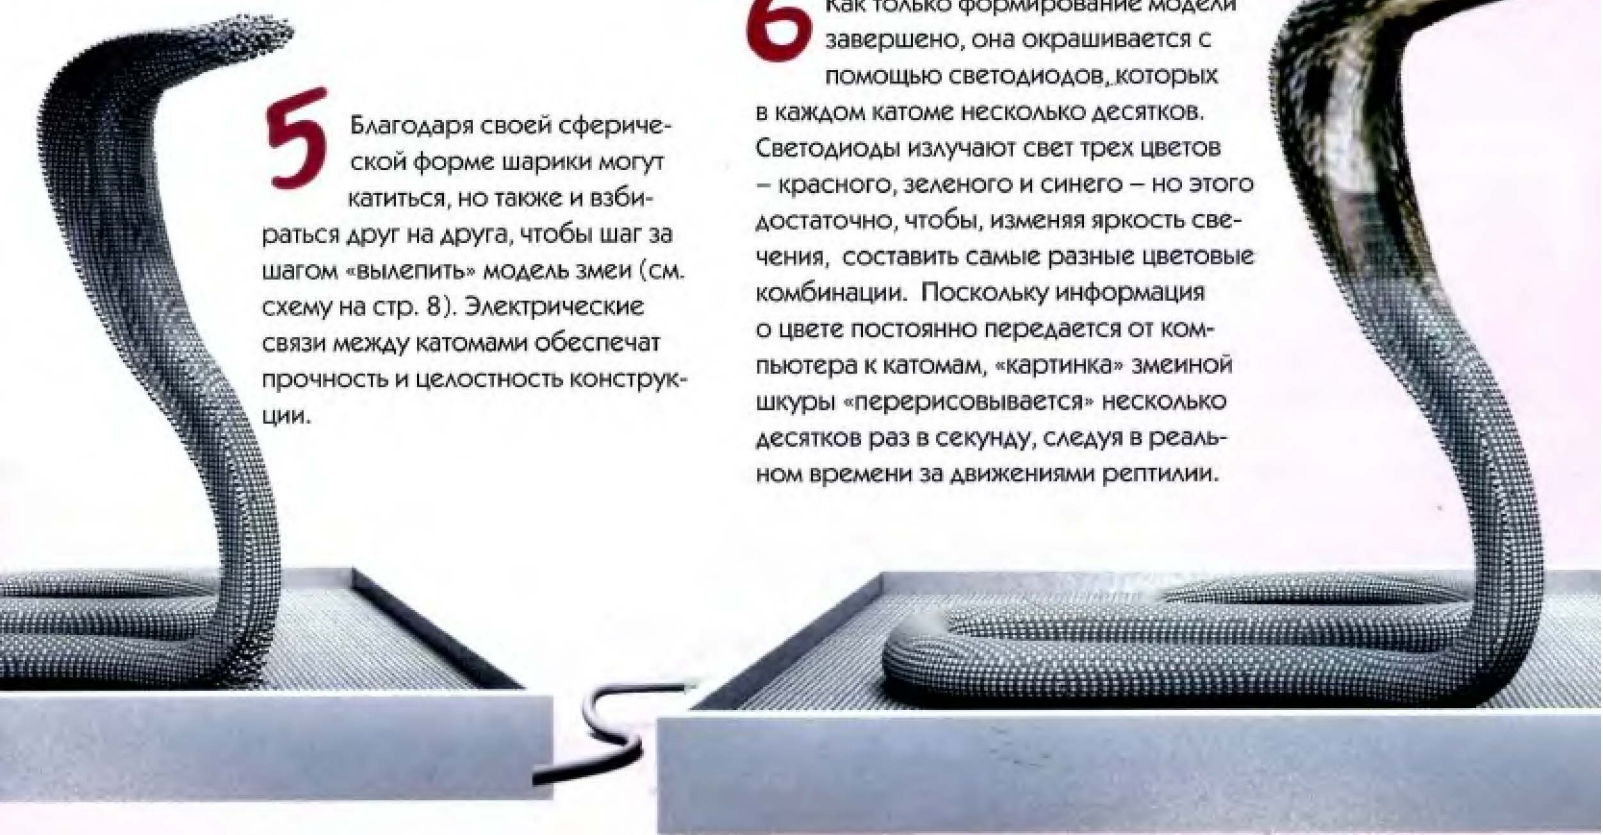 5
Благодаря своей сфериче-
ской форме шарики могут
катиться, но также и взби-
раться друг на друга, чтобы шаг за
шагом «вылепить» модель змеи (см.
схему на стр. 8). Электрические
связи между катомами обеспечат
прочность и целостность конструк-
ции.
6
Как только формирование модели
завершено, она окрашивается с
помощью светодиодов, которых
в каждом катоме несколько десятков.
Светодиоды излучают свет трех цветов
– красного, зеленого и синего – но этого
достаточно, чтобы, изменяя яркость све-
чения, составить самые разные цветовые
комбинации. Поскольку информация
о цвете постоянно передается от ком-
пьютера к катомам, «картинка» змеиной
шкуры «перерисовывается» несколько
десятков раз в секунду, следуя в реаль-
ном времени за движениями рептилии.